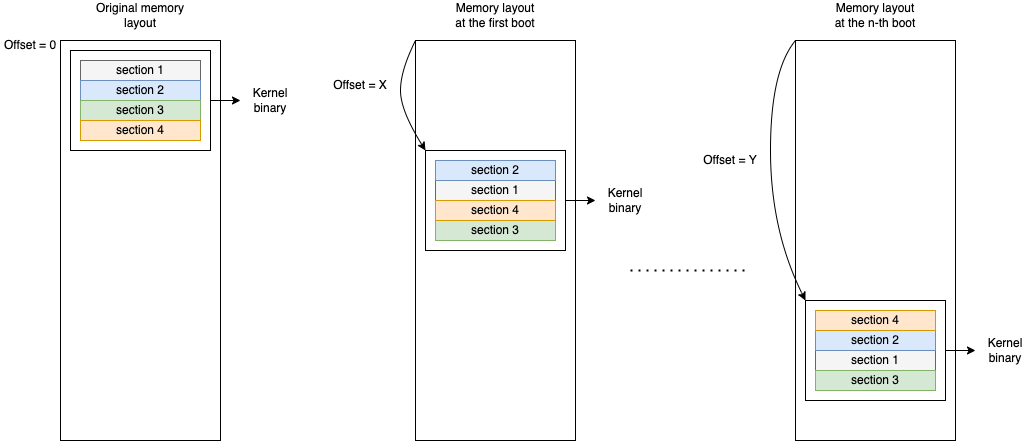 Original memory
layout
Offset = 0
section 1
section 2
section 3
section 4
Kernel
binary
Memory layout
at the first boot
Offset = X
section 2
section 1
section 4
section 3
Kernel
binary
Memory layout
at the n-th boot
Offset = Y
section 4
section 2
section 1
section 3
Kernel
binary